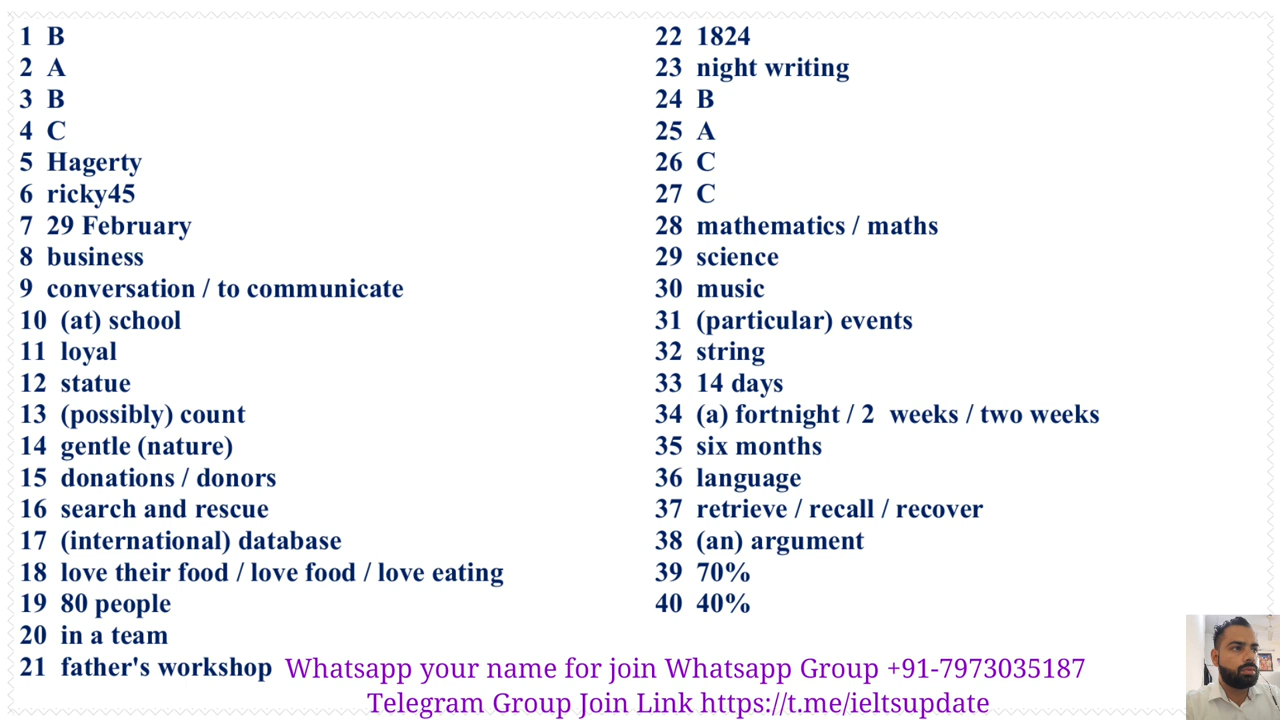 1 B
2 A
3 B
4 C
5 Hagerty
6 ricky45
7 29 February
8 business
9 conversation / to communicate
10 (at) school
11 loyal
12 statue
13 (possibly) count
14 gentle (nature)
15 donations / donors
16 search and rescue
17 (international) database
18 love their food / love food / love eating
19 80 people
20 in a team
21 father's workshop
22 1824
23 night writing
24 B
25 A
26 C
27 C
28 mathematics / maths
29 science
30 music
31 (particular) events
32 string
33 14 days
34 (a) fortnight / 2 weeks / two weeks
35 six months
36 language
37 retrieve / recall / recover
38 (an) argument
39 70%
40 40%
Whatsapp your name for join Whatsapp Group +91-7973035187
Telegram Group Join Link https://t.me/ieltsupdate